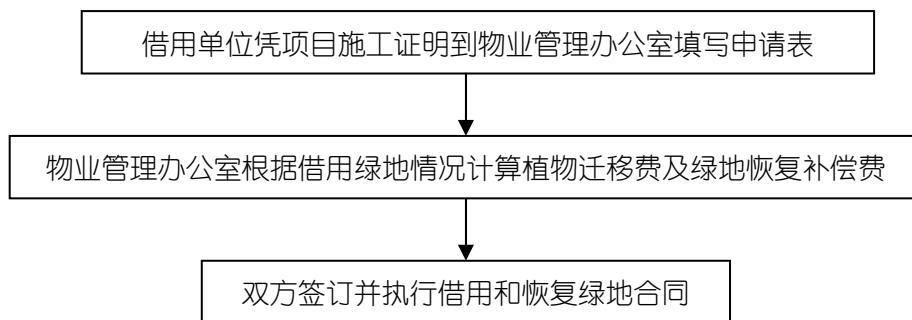 借用单位凭项目施工证明到物业管理办公室填写申请表
物业管理办公室根据借用绿地情况计算植物迁移费及绿地恢复补偿费
双方签订并执行借用和恢复绿地合同